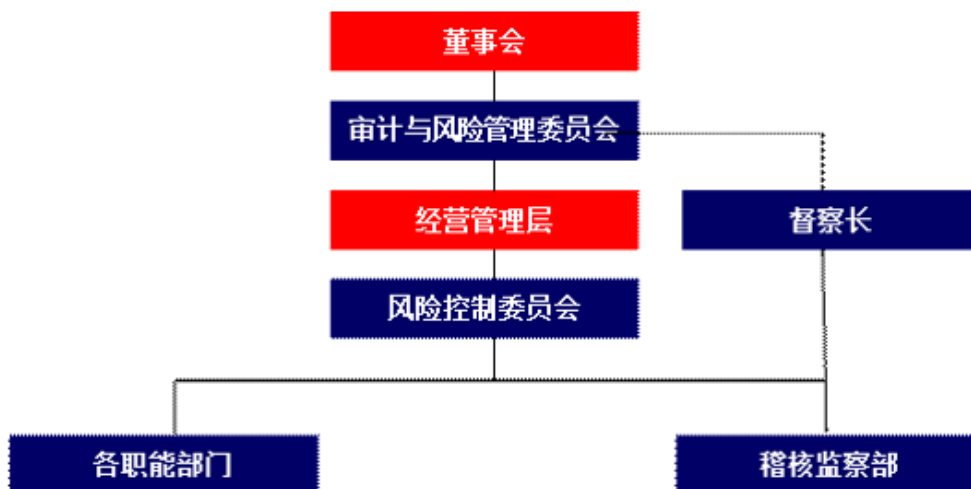 董事会
审计与风险管理委员会
经营管理层
督察长
风险控制委员会
各职能部门
稽核监察部